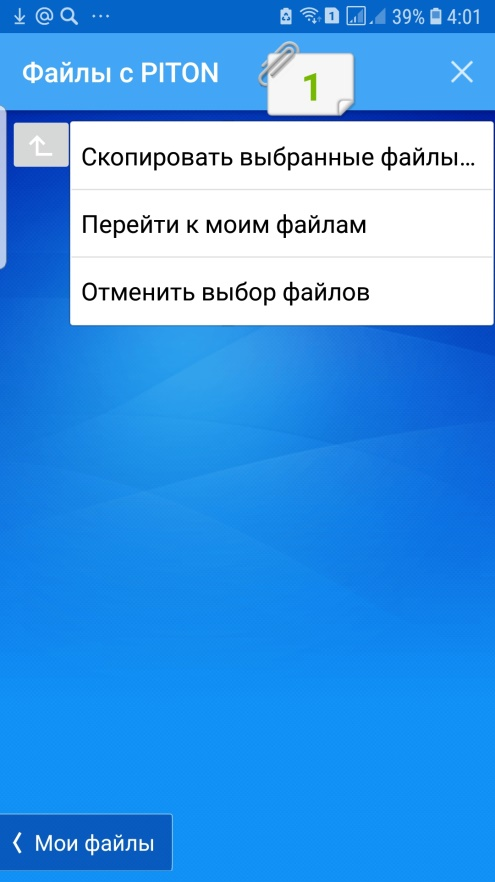 39% 4:01
Файлы с PITON
1
Скопировать выбранные файлы...
Перейти к моим файлам
Отменить выбор файлов
Мои файлы